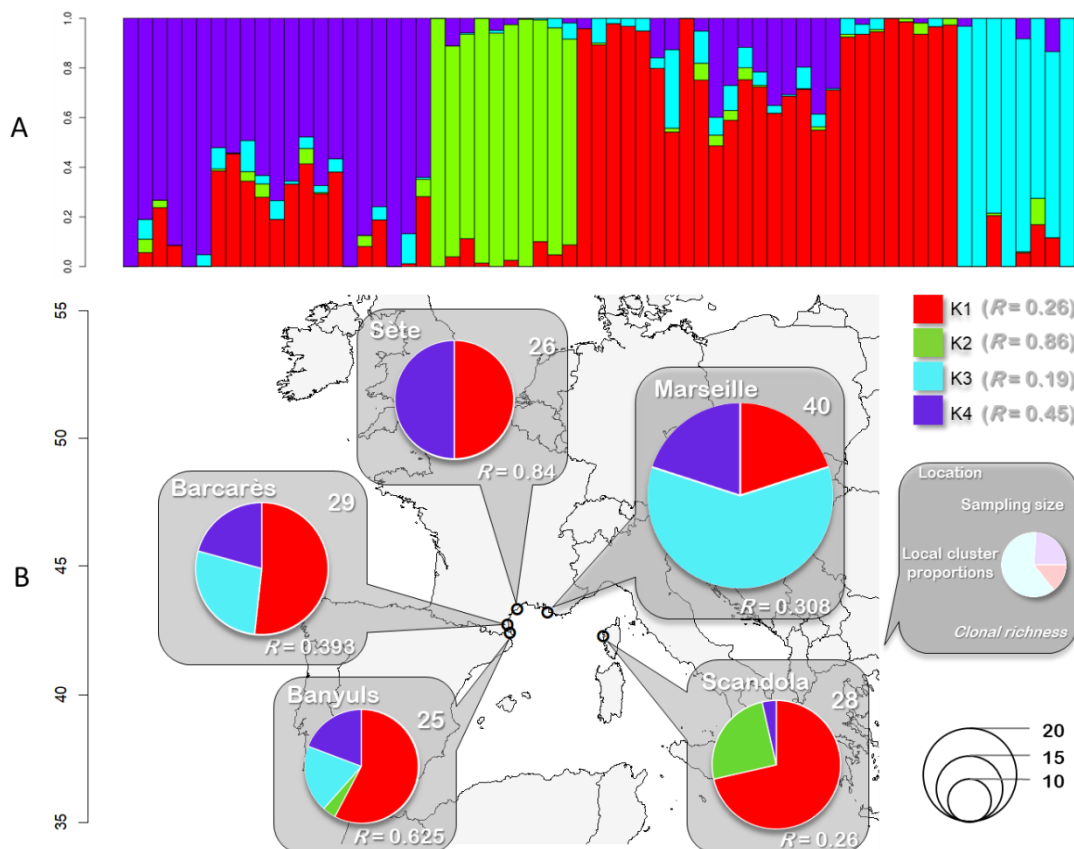 A
1.0
0.8
0.6
0.4
0.2
0.0
B
55
50
45
40
35
Sète
26
R = 0.84
Marseille
40
R = 0.308
Barcarès
29
R = 0.393
Banyuls
25
R = 0.625
Scandola
28
R = 0.26
K1 (R = 0.26)
K2 (R = 0.86)
K3 (R = 0.19)
K4 (R = 0.45)
Location
Sampling size
Local cluster
proportions
Clonal richness
20
15
10